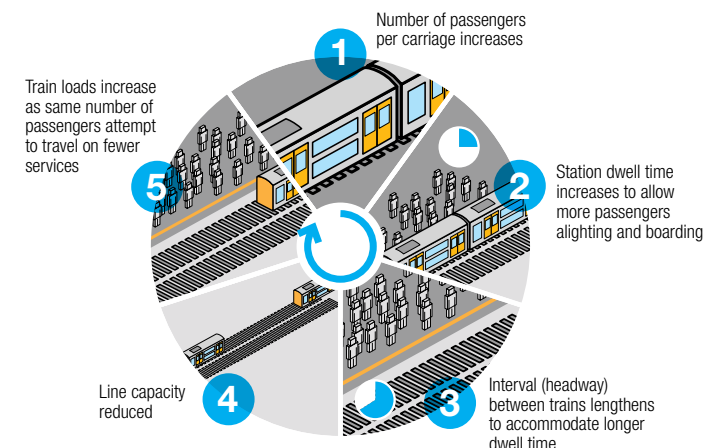 1
Number of passengers
per carriage increases
2
Station dwell time
increases to allow
more passengers
alighting and boarding
3
Interval (headway)
between trains lengthens
to accommodate longer
dwell time
4
Line capacity
reduced
5
Train loads increase
as same number of
passengers attempt
to travel on fewer
services